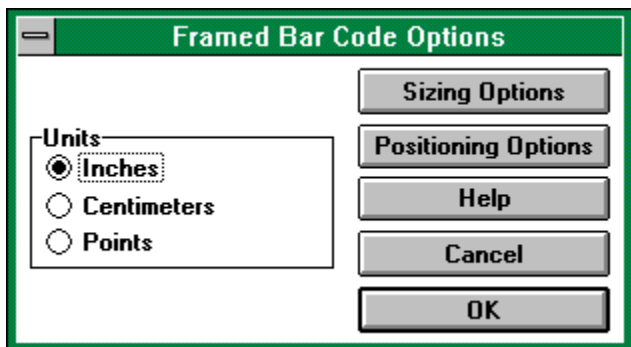 Framed Bar Code Options
Units
Inches
Centimeters
Points
Sizing Options
Positioning Options
Help
Cancel
OK